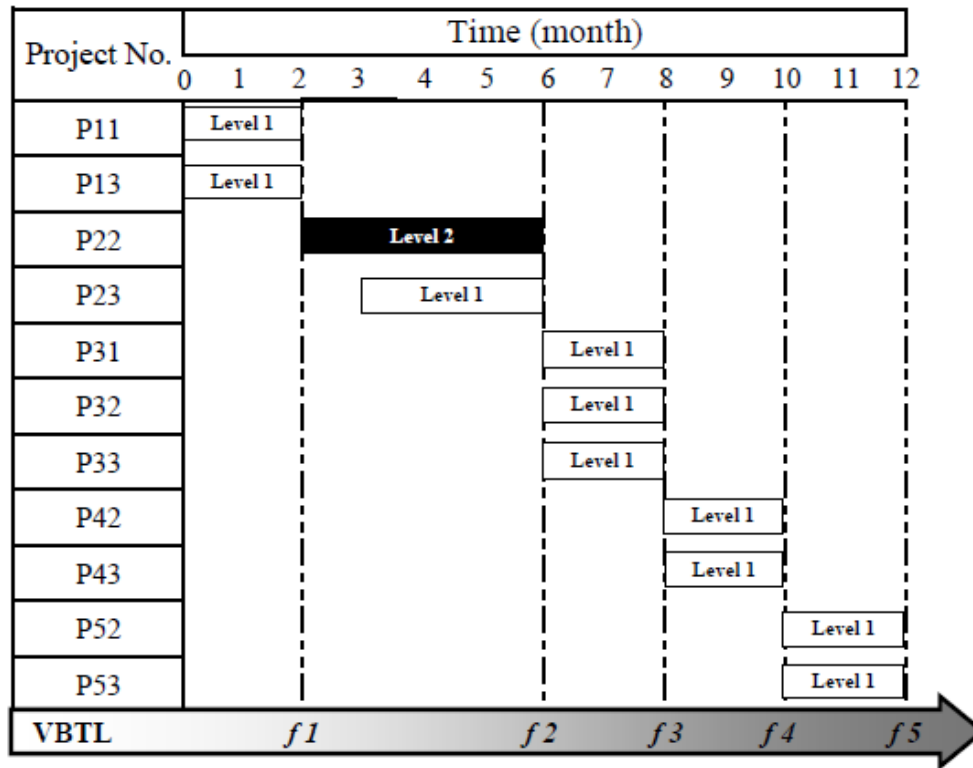 Time (month)
Project No.
0 1 2 3 4 5 6 7 8 9 10 11 12
P11 Level 1
P13 Level 1
P22 Level 2
P23 Level 1
P31 Level 1
P32 Level 1
P33 Level 1
P42 Level 1
P43 Level 1
P52 Level 1
P53 Level 1
VBTL f1 f2 f3 f4 f5